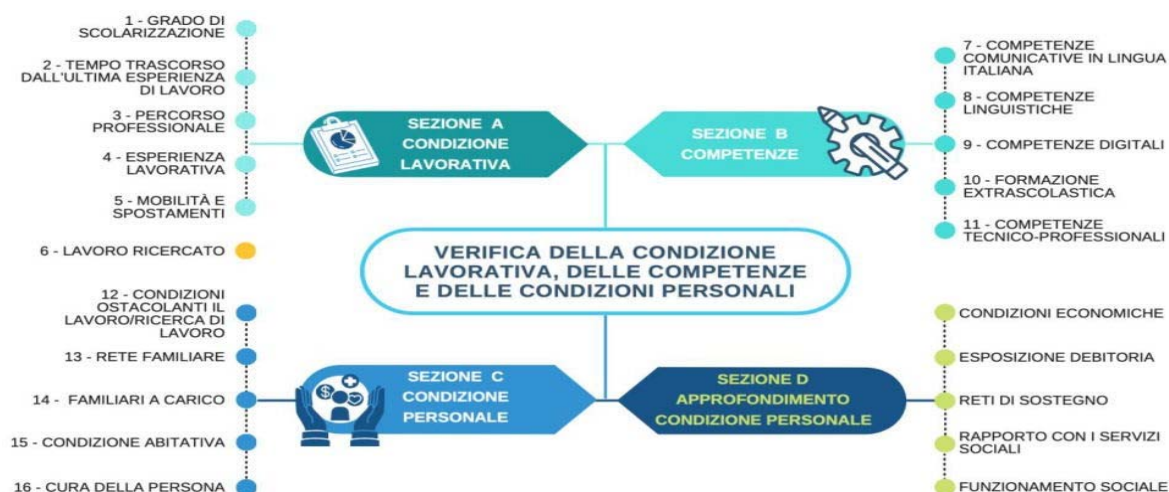 1 - GRADO DI
SCOLARIZZAZIONE
2 - TEMPO TRASCORSO
DALL'ULTIMA ESPERIENZA
DI LAVORO
3 - PERCORSO
PROFESSIONALE
4 - ESPERIENZA
LAVORATIVA
5 - MOBILITÀ E
SPOSTAMENTI
6 - LAVORO RICERCATO
SEZIONE A
CONDIZIONE
LAVORATIVA
SEZIONE B
COMPETENZE
7 - COMPETENZE
COMUNICATIVE IN LINGUA
ITALIANA
8 - COMPETENZE
LINGUISTICHE
9 - COMPETENZE DIGITALI
10 - FORMAZIONE
EXTRASCOLASTICA
11 - COMPETENZE
TECNICO-PROFESSIONALI
VERIFICA DELLA CONDIZIONE
LAVORATIVA, DELLE COMPETENZE
E DELLE CONDIZIONI PERSONALI
12 - CONDIZIONI
OSTACOLANTI IL
LAVORO/RICERCA DI
LAVORO
13 - RETE FAMILIARE
14 - FAMILIARI A CARICO
15 - CONDIZIONE ABITATIVA
16 - CURA DELLA PERSONA
SEZIONE C
CONDIZIONE
PERSONALE
SEZIONE D
APPROFONDIMENTO
CONDIZIONE PERSONALE
CONDIZIONI ECONOMICHE
ESPOSIZIONE DEBITORIA
RETI DI SOSTEGNO
RAPPORTO CON I SERVIZI
SOCIALI
FUNZIONAMENTO SOCIALE